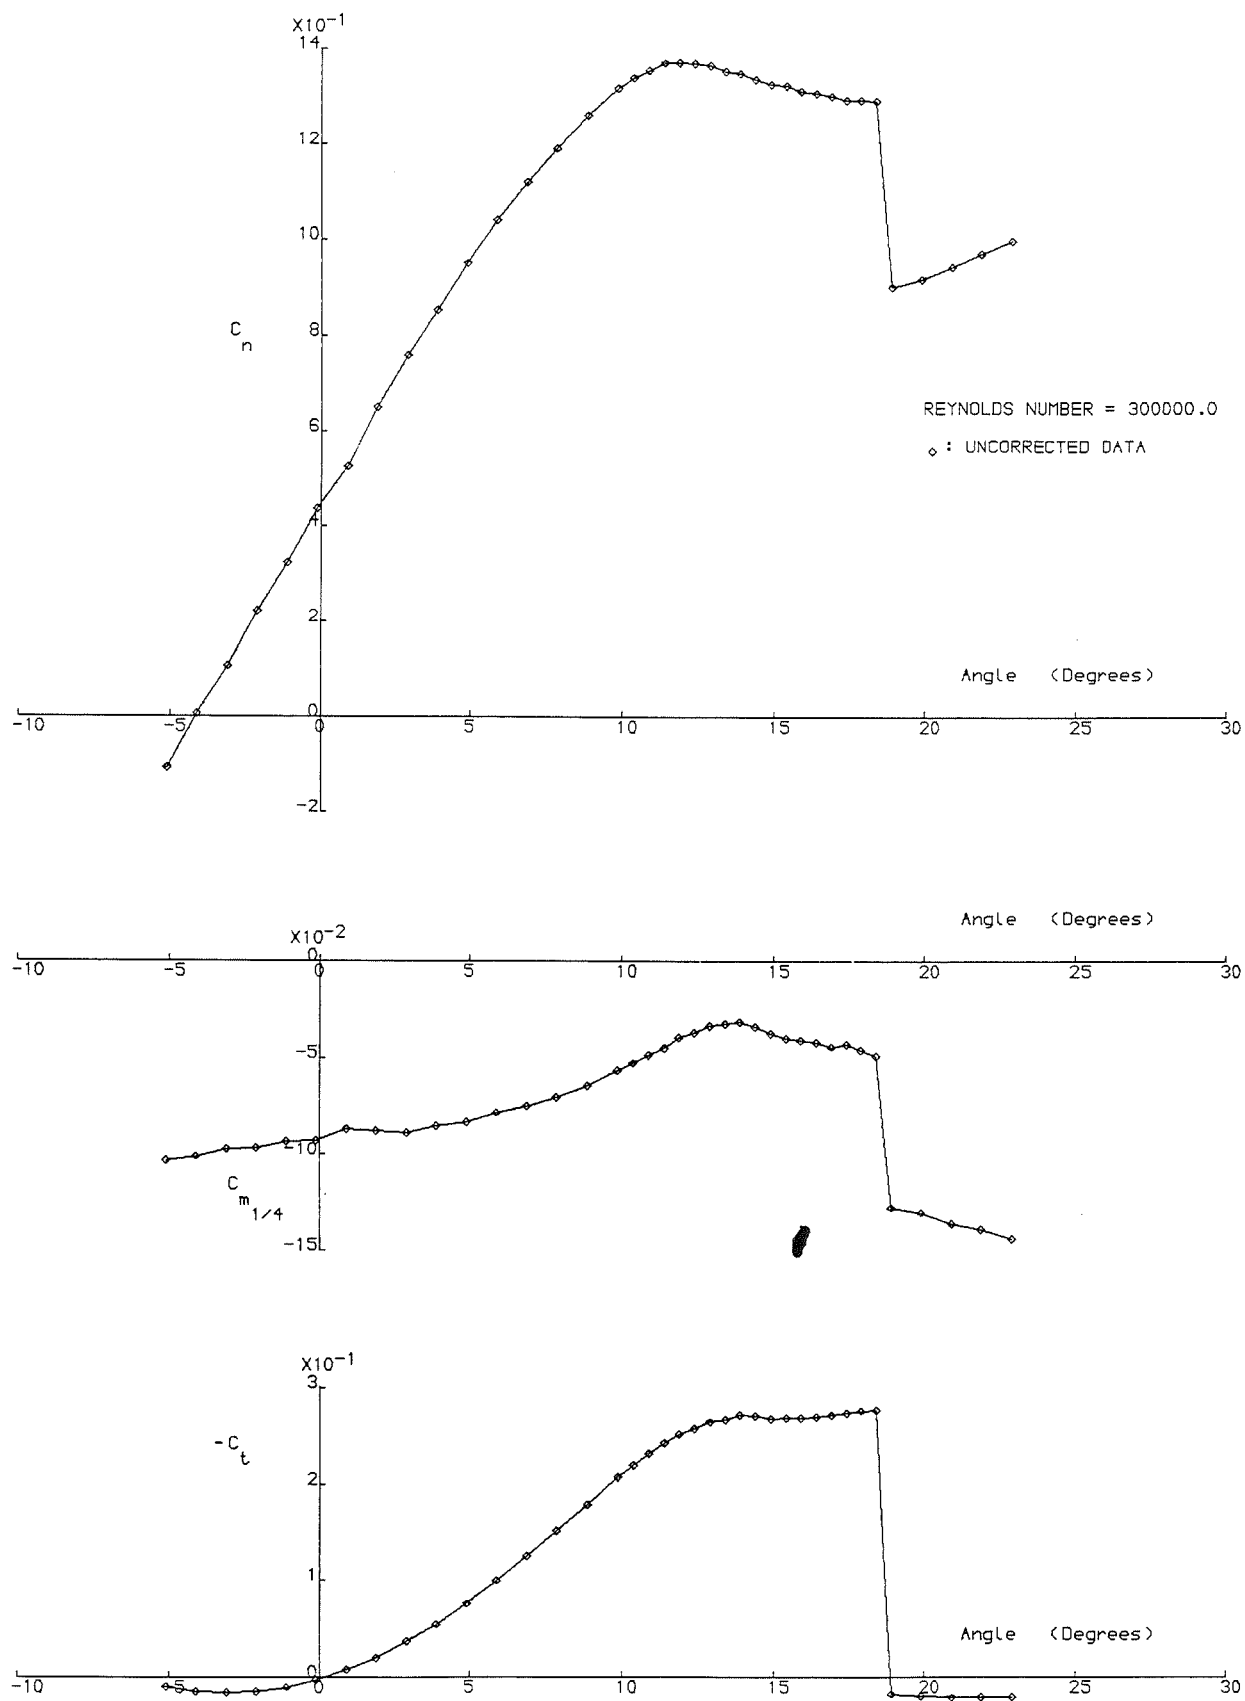 X10-1
14
12
10
C n
8
REYNOLDS NUMBER = 300000.0
◇ : UNCORRECTED DATA
6
4
2
Angle (Degrees)
0
-10 -5 0 5 10 15 20 25 30
-2
Angle (Degrees)
X10-2
0
-10 -5 0 5 10 15 20 25 30
-5
-10
C m 1/4
-15
X10-1
3
-C t
2
1
Angle (Degrees)
0
-10 -5 0 5 10 15 20 25 30